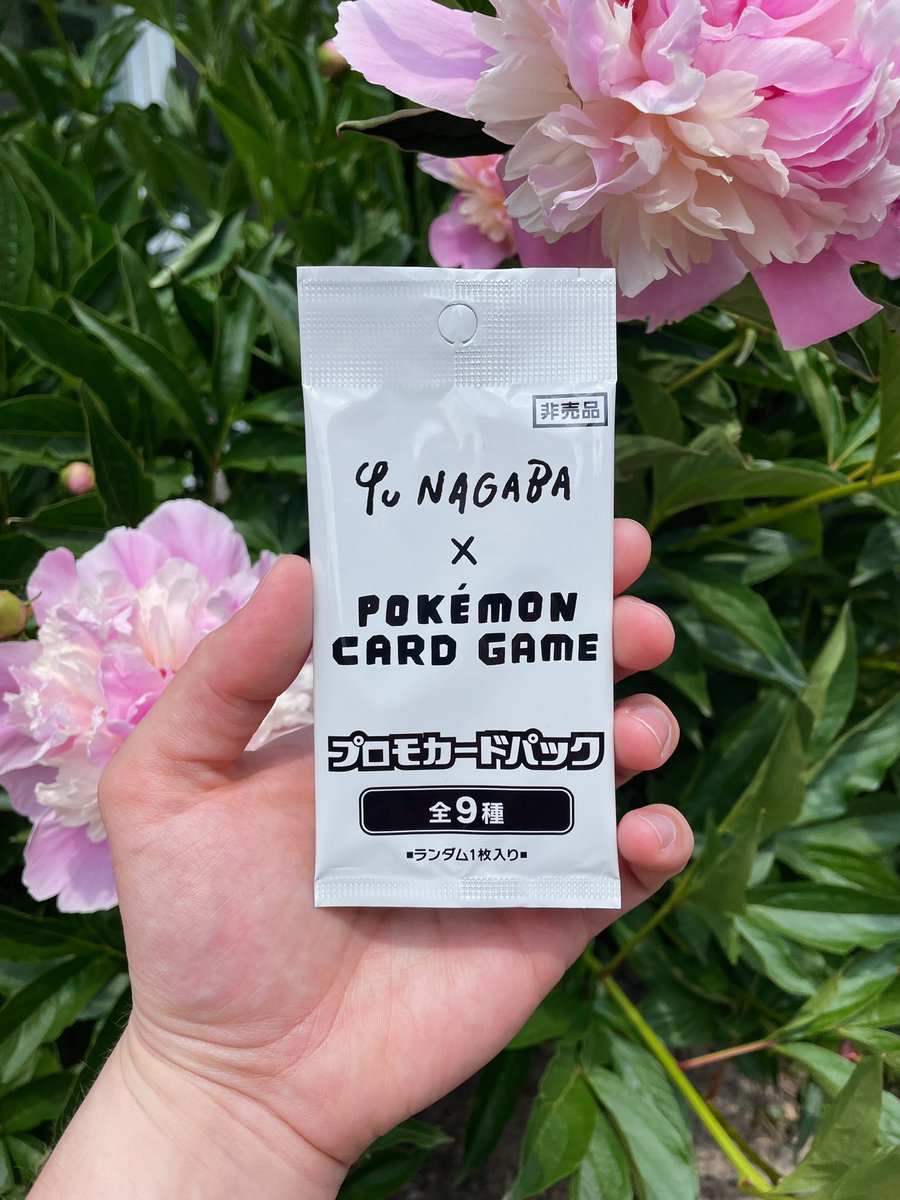 非売品
Yu NAGABA
×
POKÉMON
CARD GAME
プロモカードパック
全9種
■ランダム1枚入り■